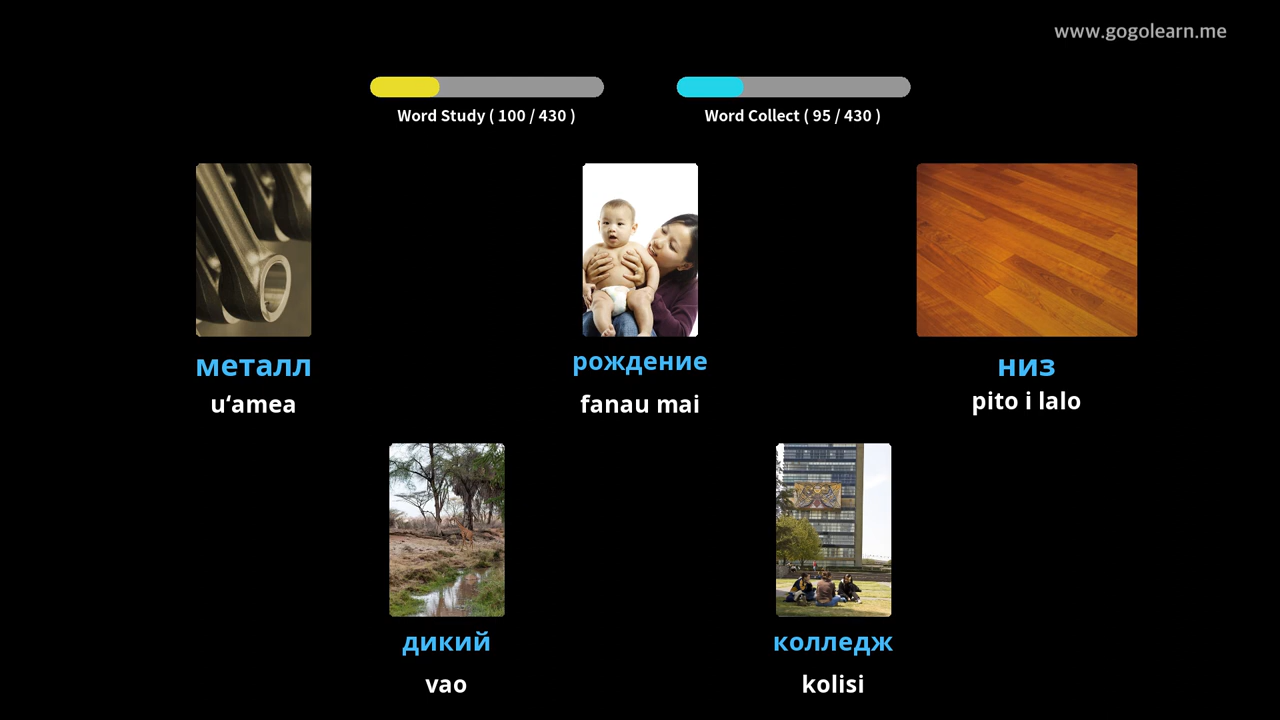 www.gogolearn.me
Word Study ( 100 / 430 )
Word Collect ( 95 / 430 )
металл
uʻamea
рождение
fanau mai
низ
pito i lalo
дикий
vao
колледж
kolisi